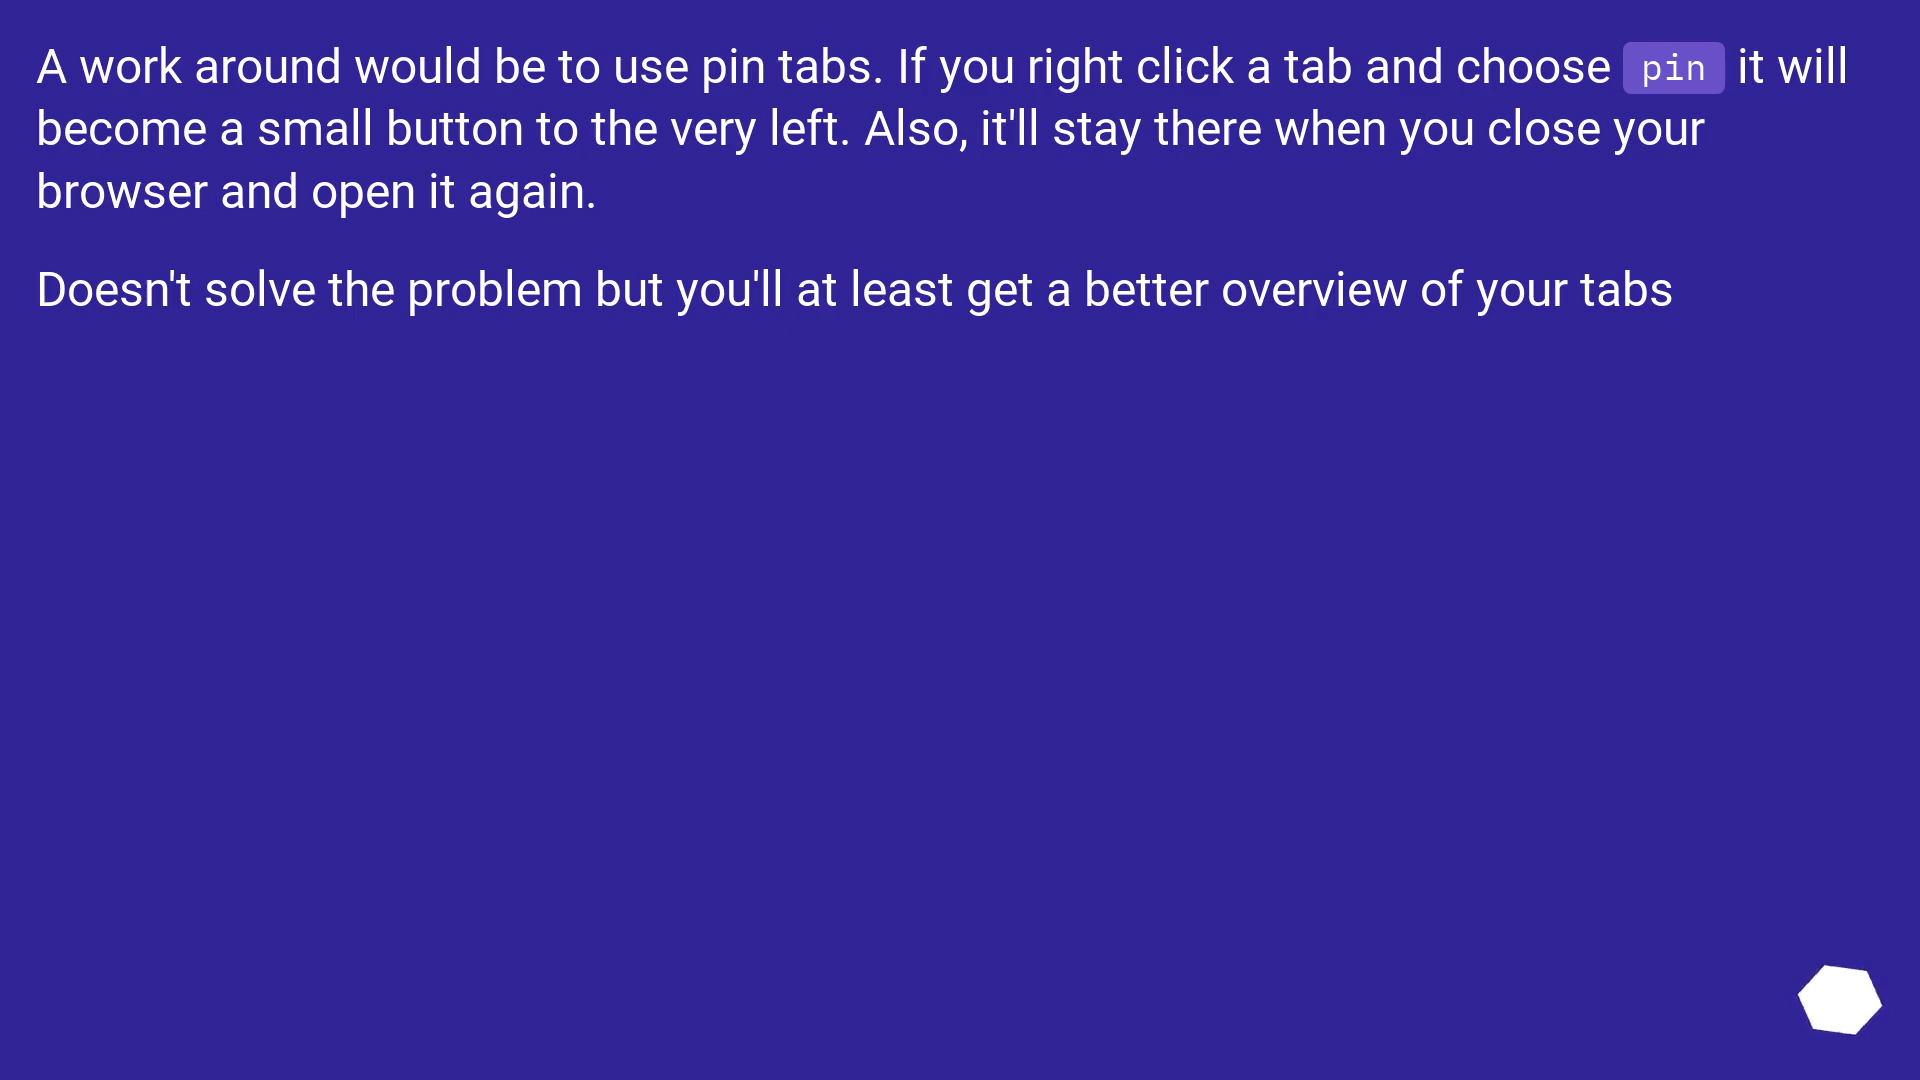 A work around would be to use pin tabs. If you right click a tab and choose pin it will
become a small button to the very left. Also, it'll stay there when you close your
browser and open it again.
Doesn't solve the problem but you'll at least get a better overview of your tabs